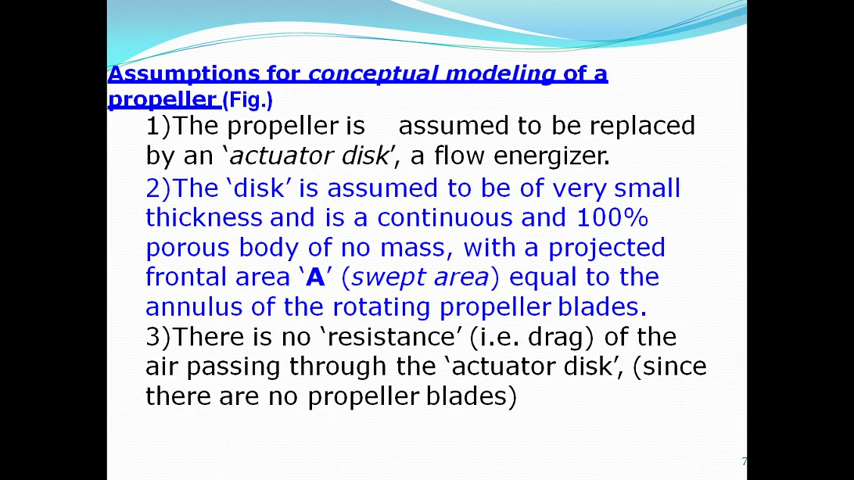 Assumptions for conceptual modeling of a
propeller (Fig.)
1)The propeller is assumed to be replaced
by an ‘actuator disk’, a flow energizer.
2)The ‘disk’ is assumed to be of very small
thickness and is a continuous and 100%
porous body of no mass, with a projected
frontal area ‘A’ (swept area) equal to the
annulus of the rotating propeller blades.
3)There is no ‘resistance’ (i.e. drag) of the
air passing through the ‘actuator disk’, (since
there are no propeller blades)
7